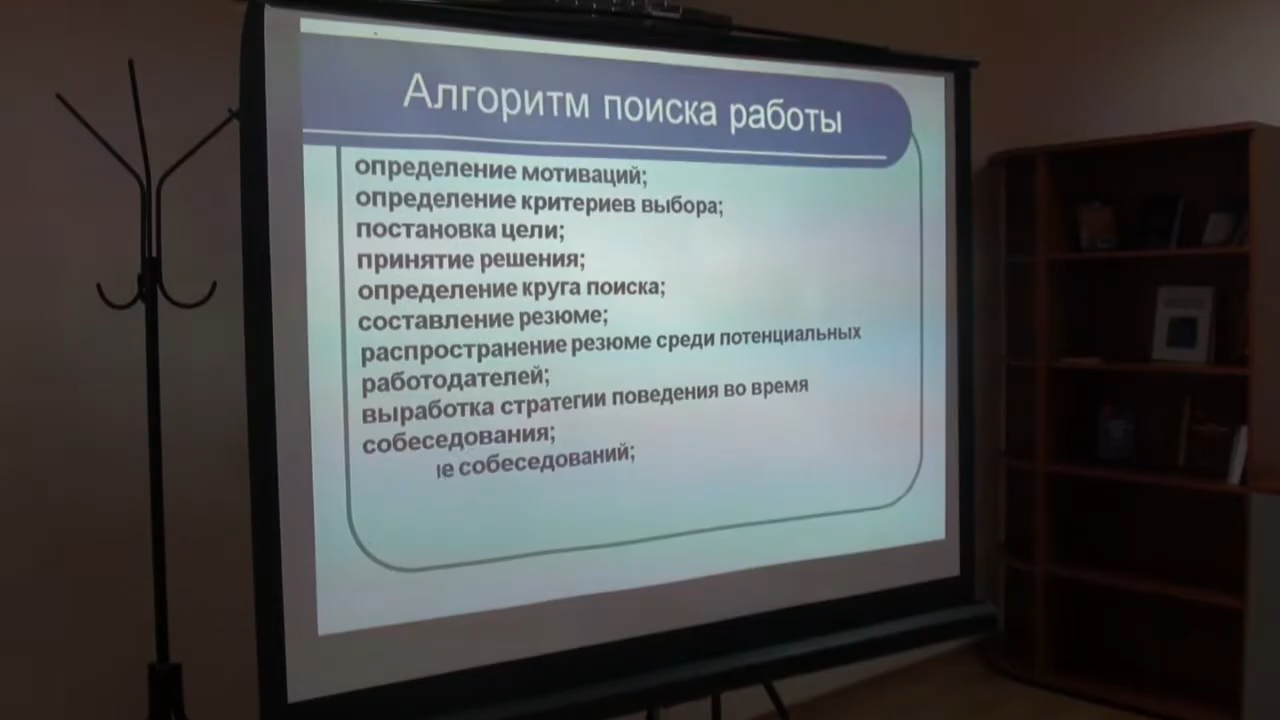 Алгоритм поиска работы
определение мотиваций;
определение критериев выбора;
постановка цели;
принятие решения;
определение круга поиска;
составление резюме;
распространение резюме среди потенциальных
работодателей;
выработка стратегии поведения во время
собеседования;
собеседований;